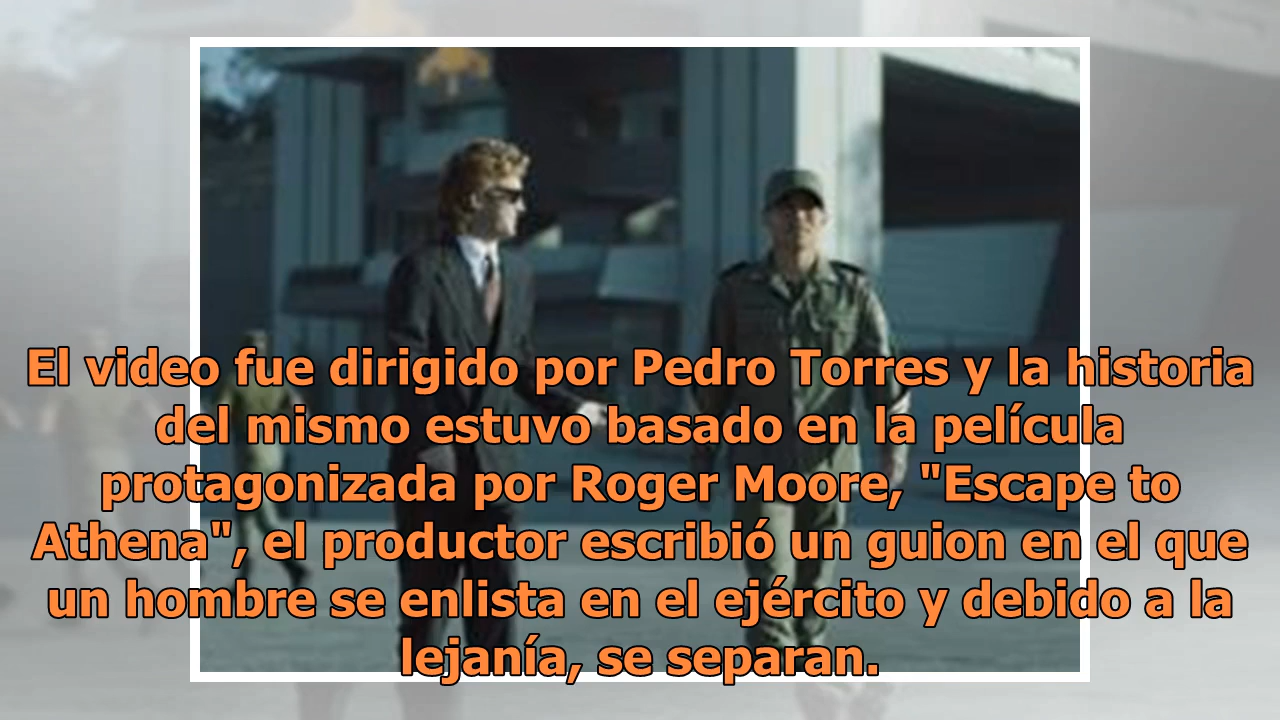 El video fue dirigido por Pedro Torres y la historia
del mismo estuvo basado en la película
protagonizada por Roger Moore, "Escape to
Athena", el productor escribió un guion en el que
un hombre se enlista en el ejército y debido a la
lejanía, se separan.